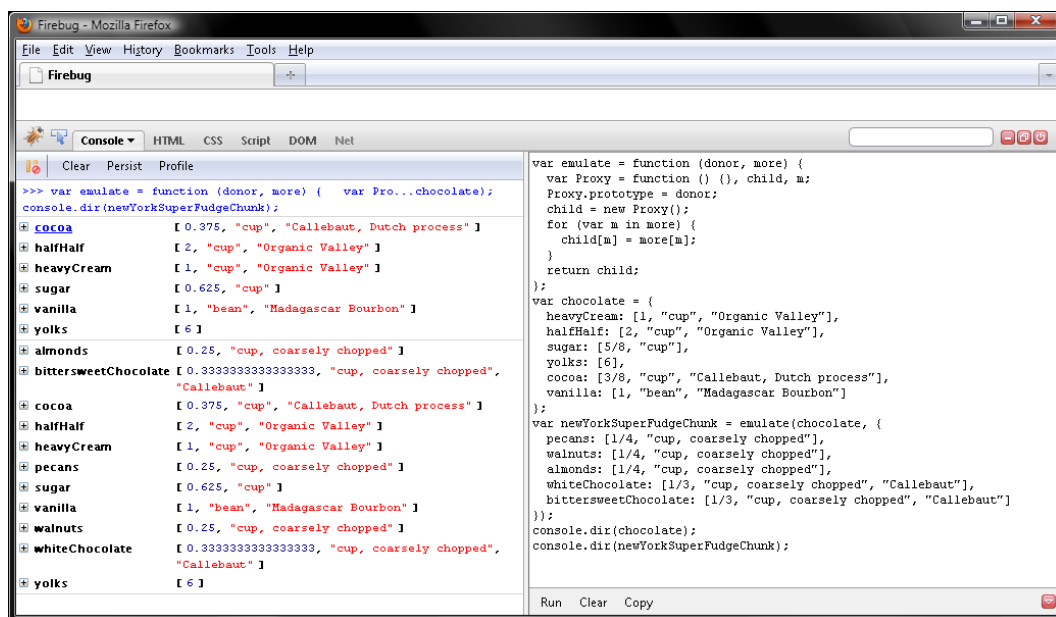 Firebug - Mozilla Firefox
File Edit View History Bookmarks Tools Help
Firebug
Console HTML CSS Script DOM Net
Clear Persist Profile
>>> var emulate = function (donor, more) { var Pro...chocolate);
console.dir(newYorkSuperFudgeChunk);
cocoa [ 0.375, "cup", "Callebaut, Dutch process" ]
halfHalf [ 2, "cup", "Organic Valley" ]
heavyCream [ 1, "cup", "Organic Valley" ]
sugar [ 0.625, "cup" ]
vanilla [ 1, "bean", "Madagascar Bourbon" ]
yolks [ 6 ]
almonds [ 0.25, "cup, coarsely chopped" ]
bittersweetChocolate [ 0.3333333333333333, "cup, coarsely chopped",
"Callebaut" ]
cocoa [ 0.375, "cup", "Callebaut, Dutch process" ]
halfHalf [ 2, "cup", "Organic Valley" ]
heavyCream [ 1, "cup", "Organic Valley" ]
pecans [ 0.25, "cup, coarsely chopped" ]
sugar [ 0.625, "cup" ]
vanilla [ 1, "bean", "Madagascar Bourbon" ]
walnuts [ 0.25, "cup, coarsely chopped" ]
whiteChocolate [ 0.3333333333333333, "cup, coarsely chopped",
"Callebaut" ]
yolks [ 6 ]
var emulate = function (donor, more) {
var Proxy = function () {}, child, m;
Proxy.prototype = donor;
child = new Proxy();
for (var m in more) {
child[m] = more[m];
}
return child;
};
var chocolate = {
heavyCream: [1, "cup", "Organic Valley"],
halfHalf: [2, "cup", "Organic Valley"],
sugar: [5/8, "cup"],
yolks: [6],
cocoa: [3/8, "cup", "Callebaut, Dutch process"],
vanilla: [1, "bean", "Madagascar Bourbon"]
};
var newYorkSuperFudgeChunk = emulate(chocolate, {
pecans: [1/4, "cup, coarsely chopped"],
walnuts: [1/4, "cup, coarsely chopped"],
almonds: [1/4, "cup, coarsely chopped"],
whiteChocolate: [1/3, "cup, coarsely chopped", "Callebaut"],
bittersweetChocolate: [1/3, "cup, coarsely chopped", "Callebaut"]
});
console.dir(chocolate);
console.dir(newYorkSuperFudgeChunk);
Run Clear Copy